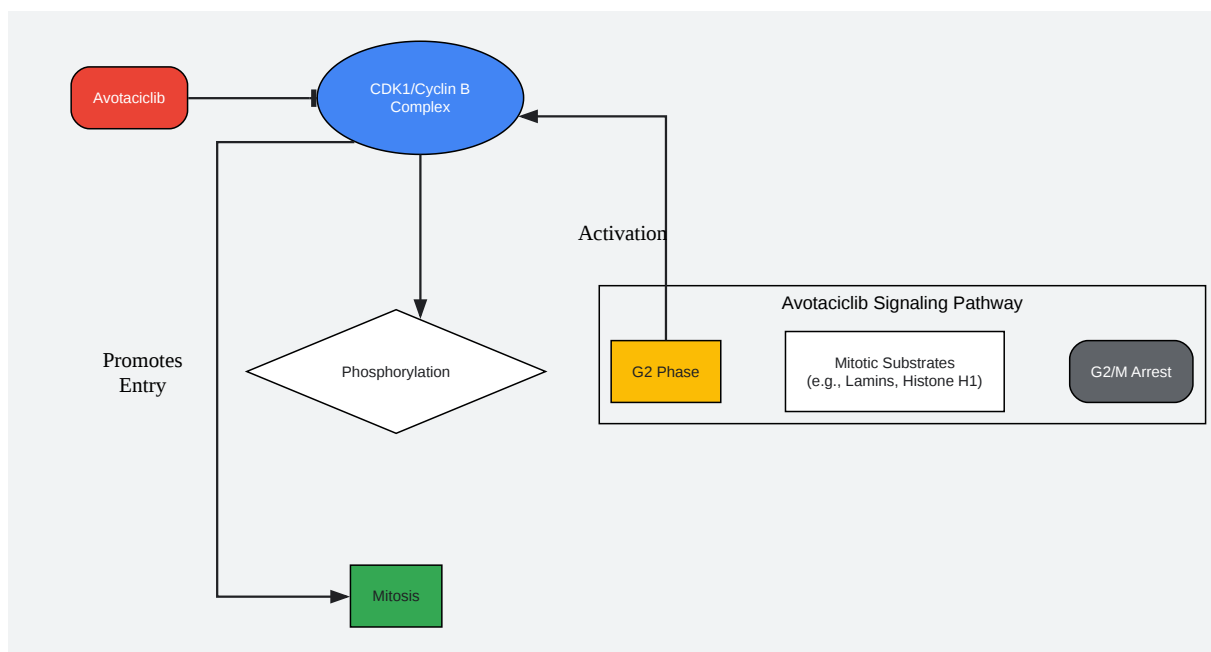 Avotaciclib
CDK1/Cyclin B
Complex
Activation
Avotaciclib Signaling Pathway
Promotes
Entry
Phosphorylation
G2 Phase
Mitotic Substrates
(e.g., Lamins, Histone H1)
G2/M Arrest
Mitosis